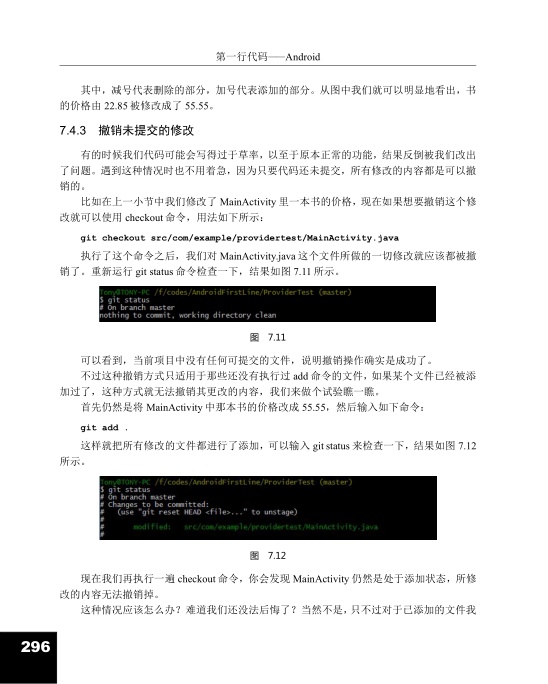 第一行代码——Android
其中，减号代表删除的部分，加号代表添加的部分。从图中我们就可以明显地看出，书
的价格由 22.85 被修改成了 55.55。
7.4.3 撤销未提交的修改
有的时候我们代码可能会写得过于草率，以至于原本正常的功能，结果反倒被我们改出
了问题。遇到这种情况时也不用着急，因为只要代码还未提交，所有修改的内容都是可以撤
销的。
比如在上一小节中我们修改了 MainActivity 里一本书的价格，现在如果想要撤销这个修
改就可以使用 checkout 命令，用法如下所示：
git checkout src/com/example/providertest/MainActivity.java
执行了这个命令之后，我们对 MainActivity.java 这个文件所做的一切修改就应该都被撤
销了。重新运行 git status 命令检查一下，结果如图 7.11 所示。
Tony@TONY-PC /f/codes/AndroidFirstLine/ProviderTest (master)
$ git status
# On branch master
nothing to commit, working directory clean
图 7.11
可以看到，当前项目中没有任何可提交的文件，说明撤销操作确实是成功了。
不过这种撤销方式只适用于那些还没有执行过 add 命令的文件，如果某个文件已经被添
加过了，这种方式就无法撤销其更改的内容，我们来做个试验瞧一瞧。
首先仍然是将 MainActivity 中那本书的价格改成 55.55，然后输入如下命令：
git add .
这样就把所有修改的文件都进行了添加，可以输入 git status 来检查一下，结果如图 7.12
所示。
Tony@TONY-PC /f/codes/AndroidFirstLine/ProviderTest (master)
$ git status
# On branch master
# Changes to be committed:
#   (use "git reset HEAD <file>..." to unstage)
#
#       modified:   src/com/example/providertest/MainActivity.java
#
图 7.12
现在我们再执行一遍 checkout 命令，你会发现 MainActivity 仍然是处于添加状态，所修
改的内容无法撤销掉。
这种情况应该怎么办？难道我们还没法后悔了？当然不是，只不过对于已添加的文件我
296